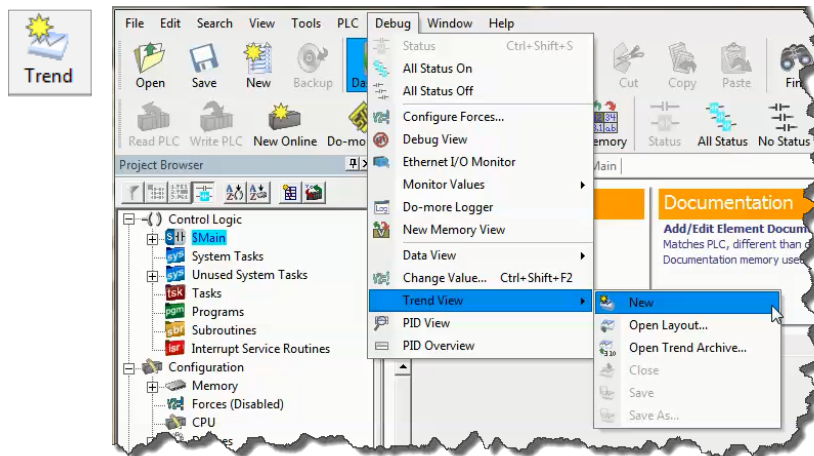 Trend
File Edit Search View Tools PLC Debug Window Help
Open Save New Backup
Cut Copy Paste
Read PLC Write PLC New Online
Status All Status No Status
Project Browser
Control Logic
$Main
System Tasks
Unused System Tasks
Tasks
Programs
Subroutines
Interrupt Service Routines
Configuration
Memory
Forces (Disabled)
CPU
Status Ctrl+Shift+S
All Status On
All Status Off
Configure Forces...
Debug View
Ethernet I/O Monitor
Monitor Values
Do-more Logger
New Memory View
Data View
Change Value... Ctrl+Shift+F2
Trend View
PID View
PID Overview
New
Open Layout...
Open Trend Archive...
Close
Save
Save As...
Documentation
Add/Edit Element Docum
Matches PLC, different than
Documentation memory use